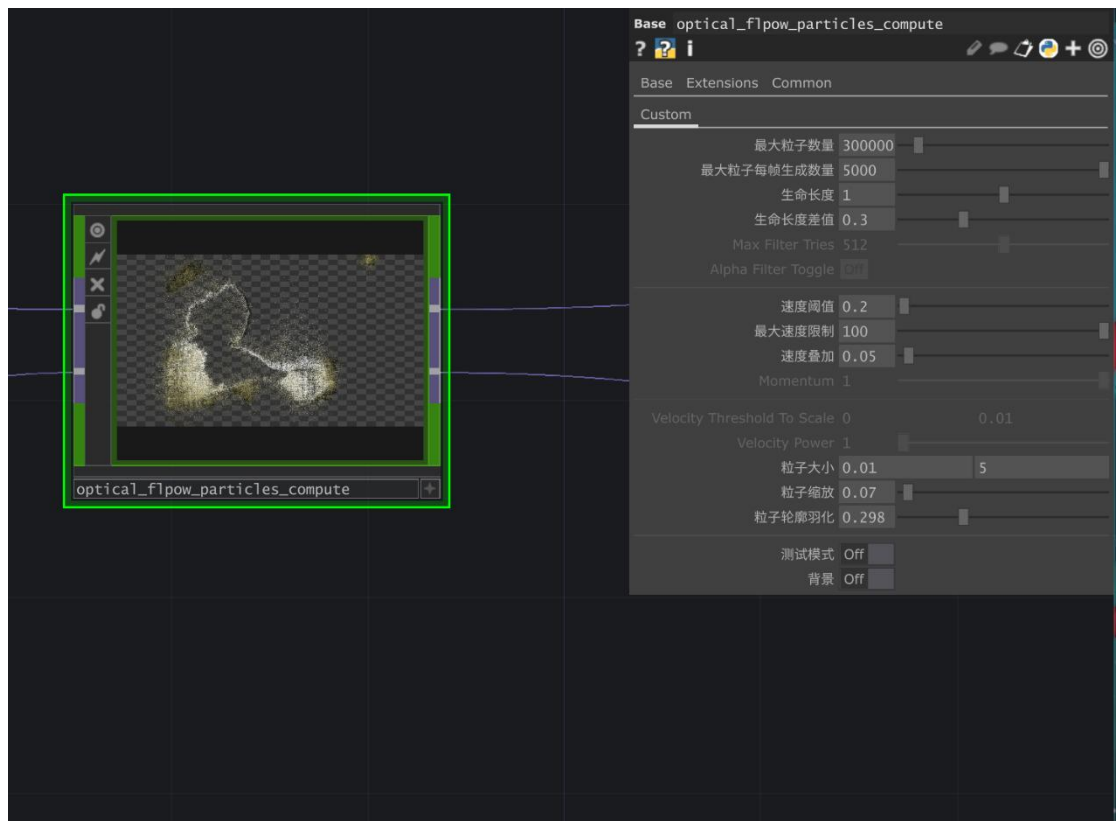 Base optical_flpow_particles_compute
? ? i
Base Extensions Common
Custom
最大粒子数量 300000
最大粒子每帧生成数量 5000
生命长度 1
生命长度差值 0.3
Max Filter Tries 512
Alpha Filter Toggle Off
速度阈值 0.2
最大速度限制 100
速度叠加 0.05
Momentum 1
Velocity Threshold To Scale 0 0.01
Velocity Power 1
粒子大小 0.01 5
粒子缩放 0.07
粒子轮廓羽化 0.298
测试模式 Off
背景 Off
optical_flpow_particles_compute